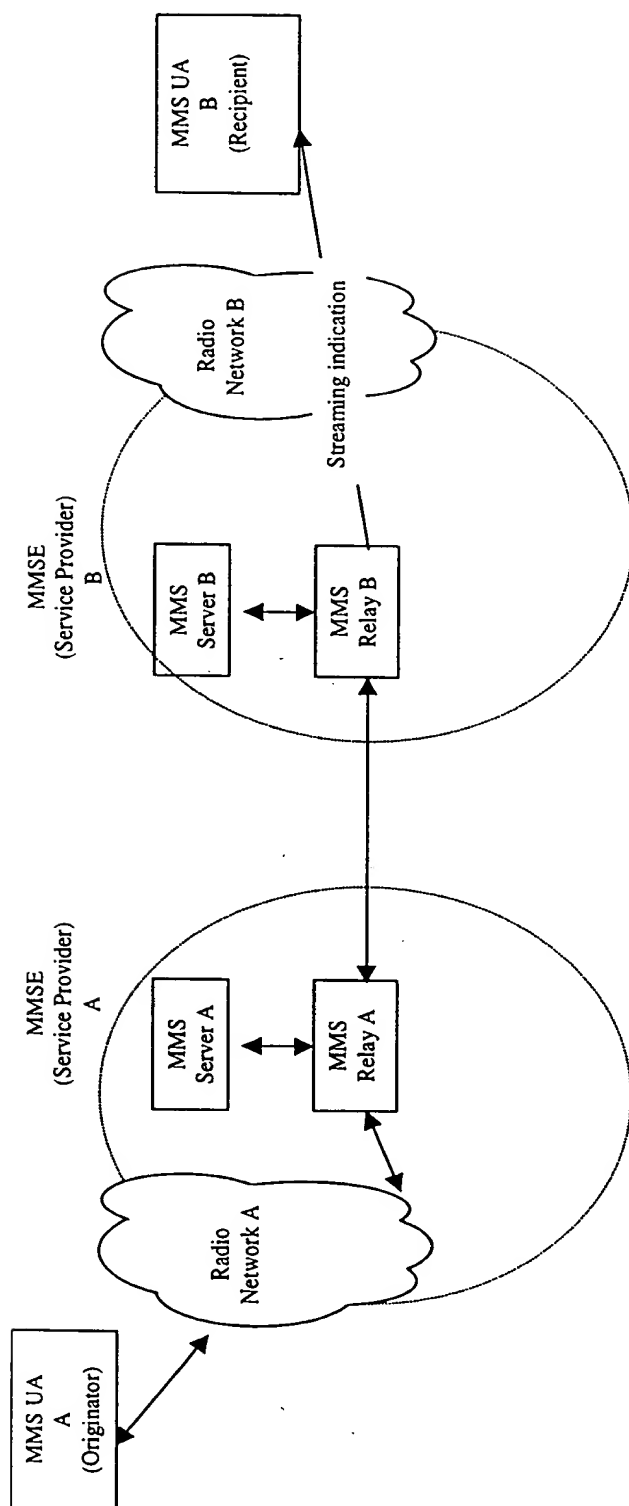 MMS UA
A
(Originator)
Radio
Network A
MMSE
(Service Provider)
A
MMS
Server A
MMS
Relay A
MMSE
(Service Provider)
B
MMS
Server B
MMS
Relay B
Radio
Network B
Streaming indication
MMS UA
B
(Recipient)